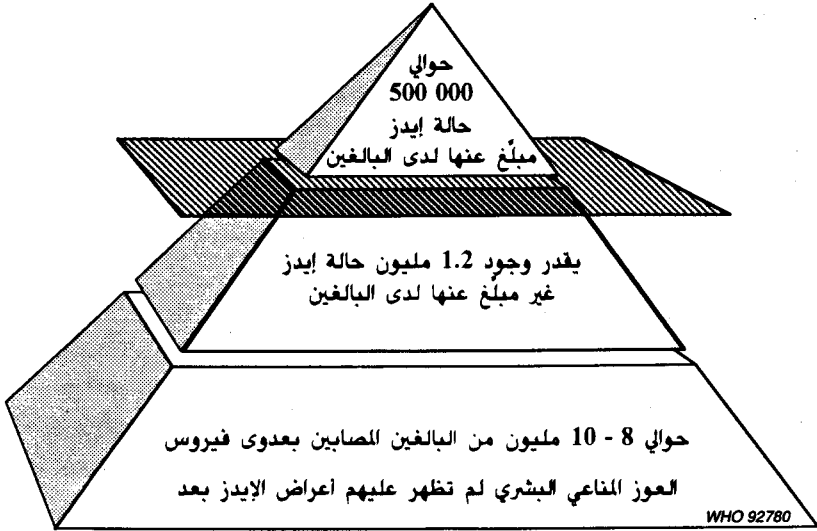 حوالي
500 000
حالة إيدز
مبلَّغ عنها لدى البالغين
يقدر وجود 1.2 مليون حالة إيدز
غير مبلَّغ عنها لدى البالغين
حوالي 8 - 10 مليون من البالغين المصابين بعدوى فيروس
العوز المناعي البشري لم تظهر عليهم أعراض الإيدز بعد
WHO 92780